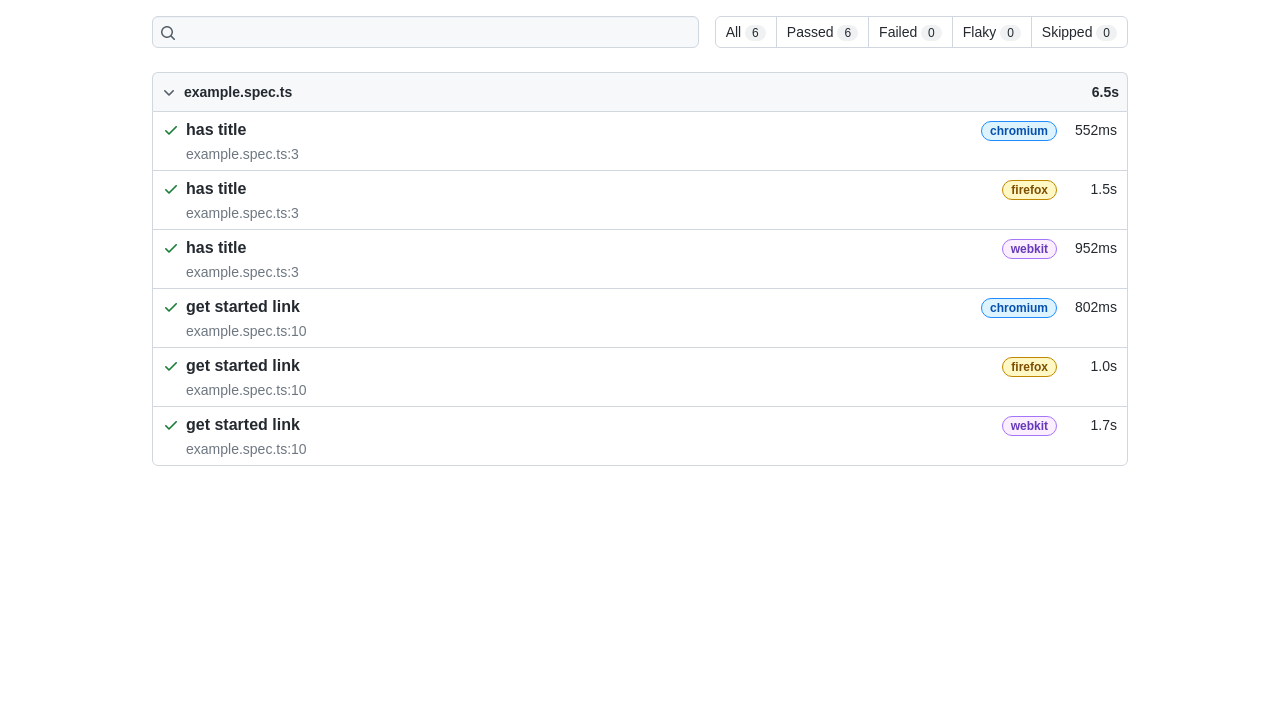 All 6 Passed 6 Failed 0 Flaky 0 Skipped 0
example.spec.ts 6.5s
has title chromium 552ms
example.spec.ts:3
has title firefox 1.5s
example.spec.ts:3
has title webkit 952ms
example.spec.ts:3
get started link chromium 802ms
example.spec.ts:10
get started link firefox 1.0s
example.spec.ts:10
get started link webkit 1.7s
example.spec.ts:10